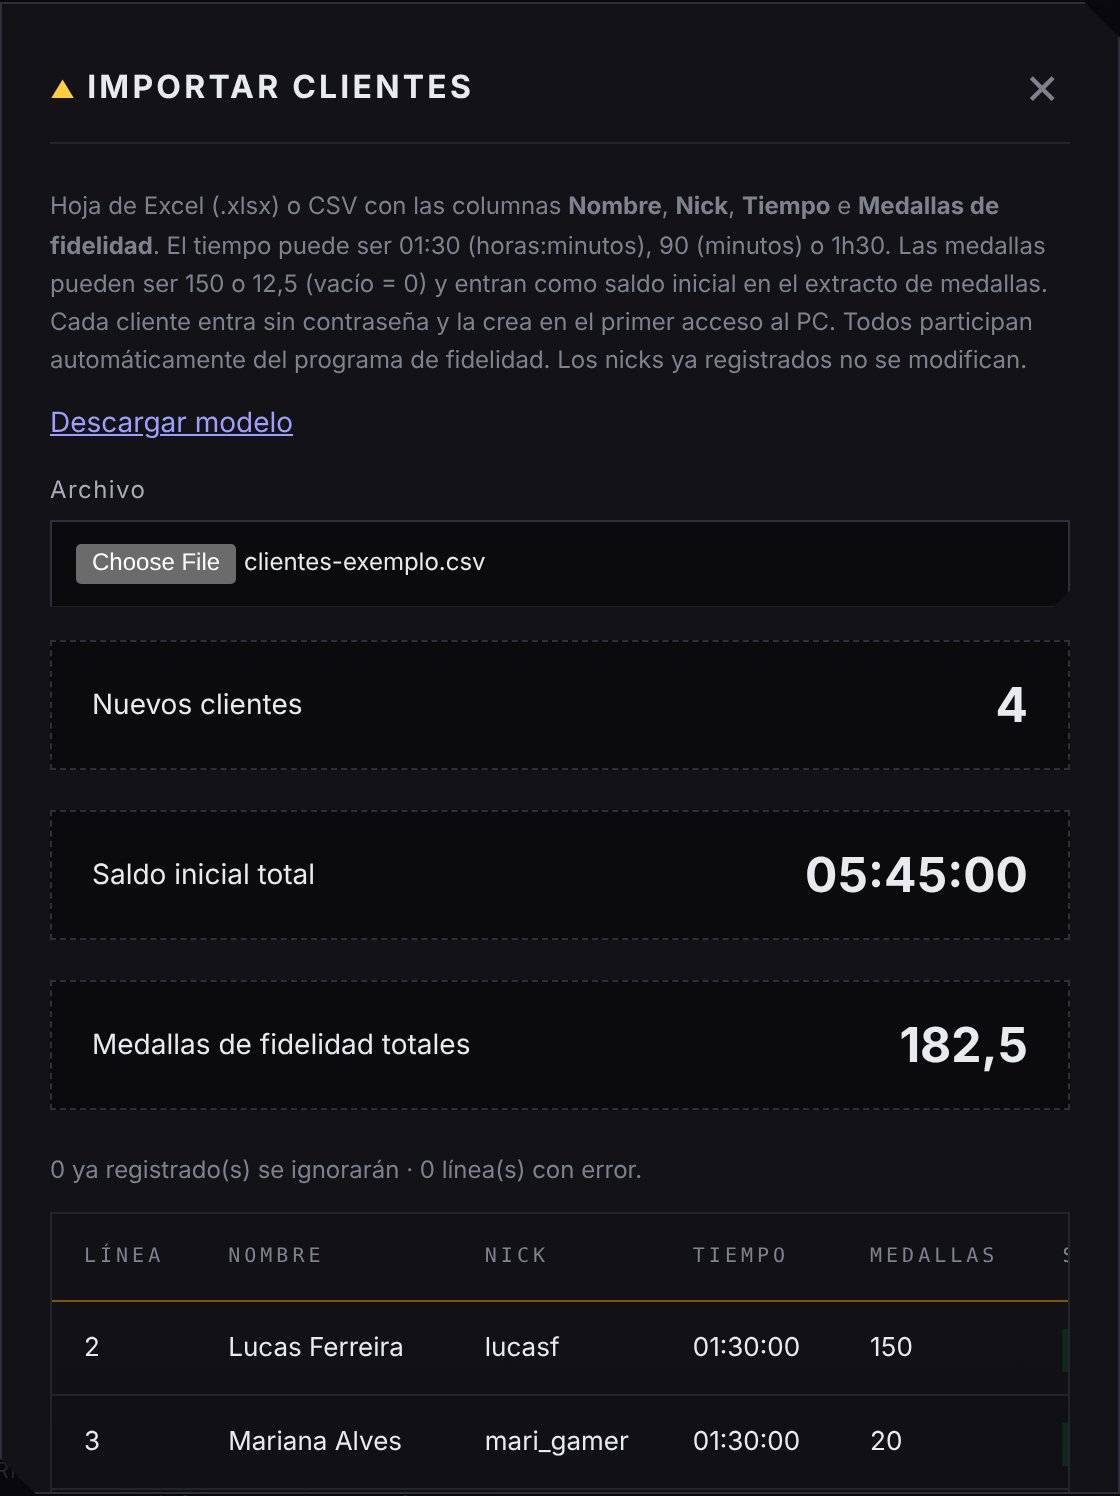 IMPORTAR CLIENTES
Hoja de Excel (.xlsx) o CSV con las columnas Nombre, Nick, Tiempo e Medallas de
fidelidad. El tiempo puede ser 01:30 (horas:minutos), 90 (minutos) o 1h30. Las medallas
pueden ser 150 o 12,5 (vacío = 0) y entran como saldo inicial en el extracto de medallas.
Cada cliente entra sin contraseña y la crea en el primer acceso al PC. Todos participan
automáticamente del programa de fidelidad. Los nicks ya registrados no se modifican.
Descargar modelo
Archivo
Choose File clientes-exemplo.csv
Nuevos clientes 4
Saldo inicial total 05:45:00
Medallas de fidelidad totales 182,5
0 ya registrado(s) se ignorarán · 0 línea(s) con error.
LÍNEA NOMBRE NICK TIEMPO MEDALLAS
2 Lucas Ferreira lucasf 01:30:00 150
3 Mariana Alves mari_gamer 01:30:00 20